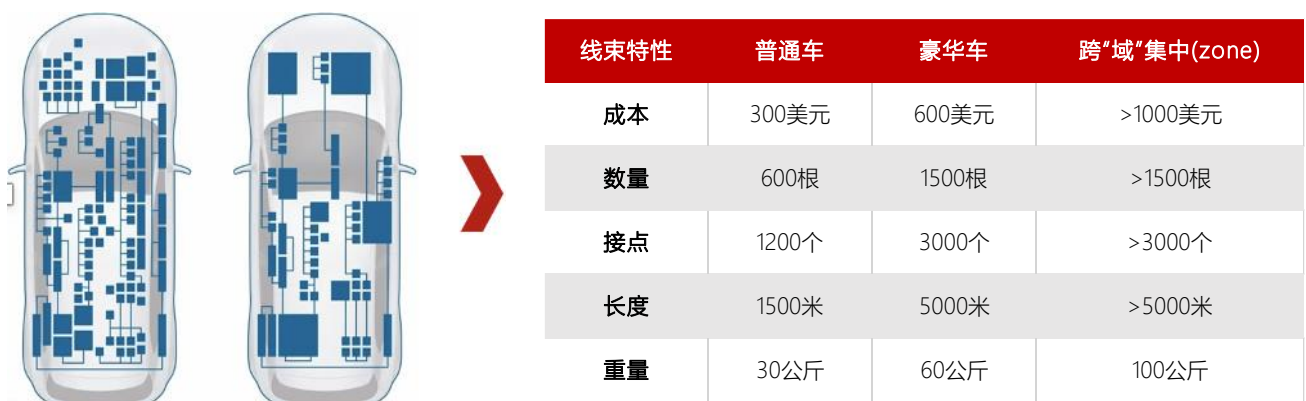 线束特性 普通车 豪华车 跨“域”集中(zone)
成本 300美元 600美元 >1000美元
数量 600根 1500根 >1500根
接点 1200个 3000个 >3000个
长度 1500米 5000米 >5000米
重量 30公斤 60公斤 100公斤